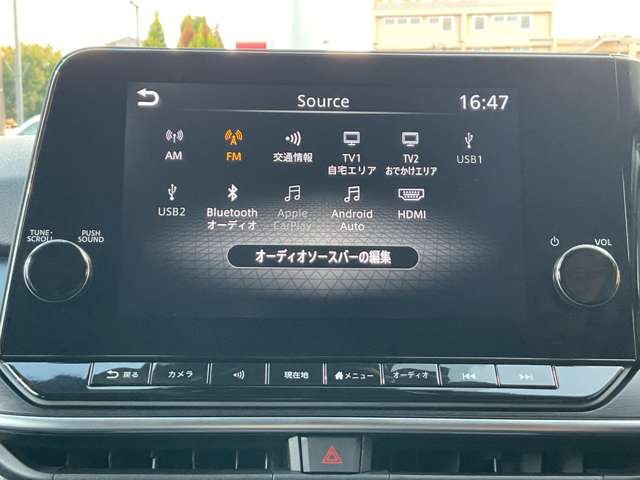 Source
16:47
AM
FM
交通情報
TV1
自宅エリア
TV2
おでかけエリア
USB1
USB2
Bluetooth
オーディオ
Apple
CarPlay
Android
Auto
HDMI
オーディオソースバーの編集
TUNE・
SCROLL
PUSH
SOUND
VOL
戻る
カメラ
現在地
メニュー
オーディオ